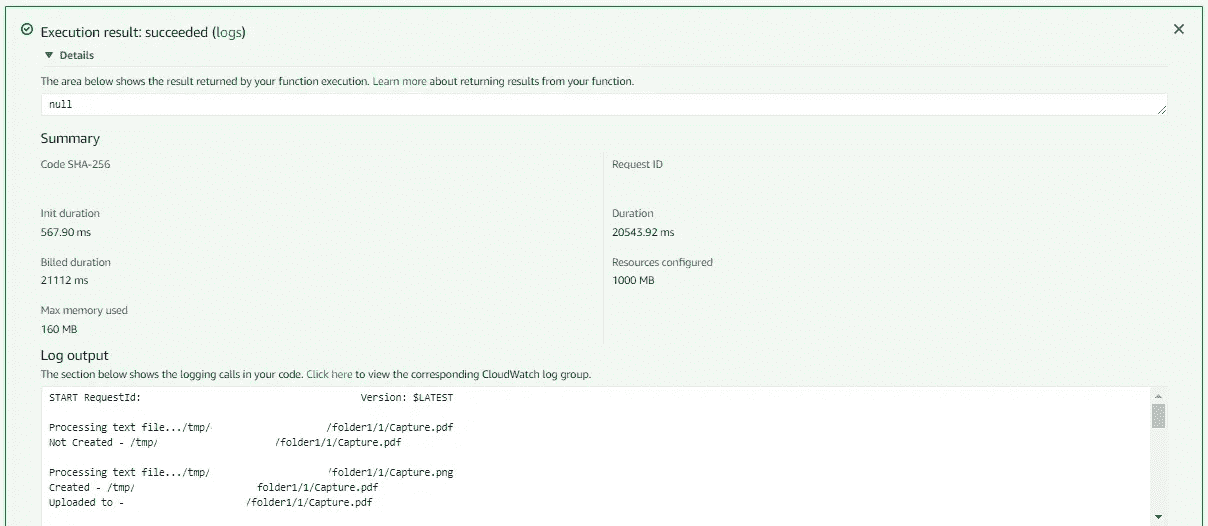 Execution result: succeeded (logs)
Details
The area below shows the result returned by your function execution. Learn more about returning results from your function.
null
Summary
Code SHA-256
Request ID
Init duration
567.90 ms
Duration
20543.92 ms
Billed duration
21112 ms
Resources configured
1000 MB
Max memory used
160 MB
Log output
The section below shows the logging calls in your code. Click here to view the corresponding CloudWatch log group.
START RequestId: Version: $LATEST
Processing text file.../tmp/ /folder1/1/Capture.pdf
Not Created - /tmp/ /folder1/1/Capture.pdf
Processing text file.../tmp/ /folder1/1/Capture.png
Created - /tmp/ folder1/1/Capture.pdf
Uploaded to - /folder1/1/Capture.pdf